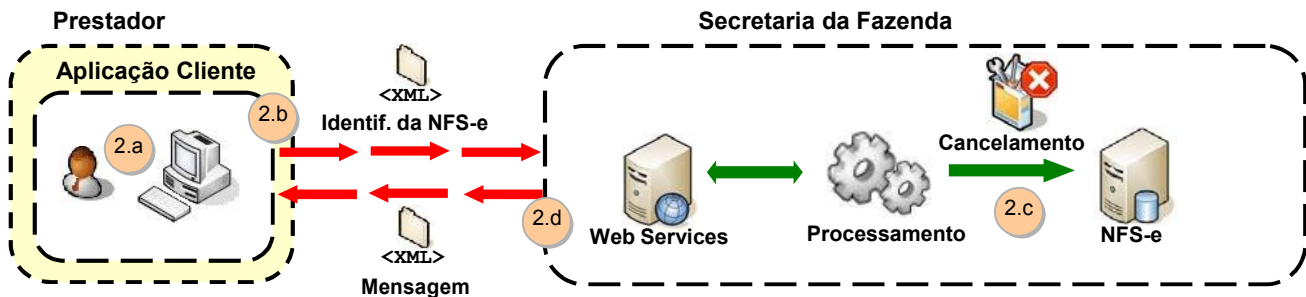 Prestador
Secretaria da Fazenda
Aplicação Cliente
2.a
2.b
<XML>
Identif. da NFS-e
<XML>
Mensagem
2.d
Web Services
Processamento
Cancelamento
2.c
NFS-e